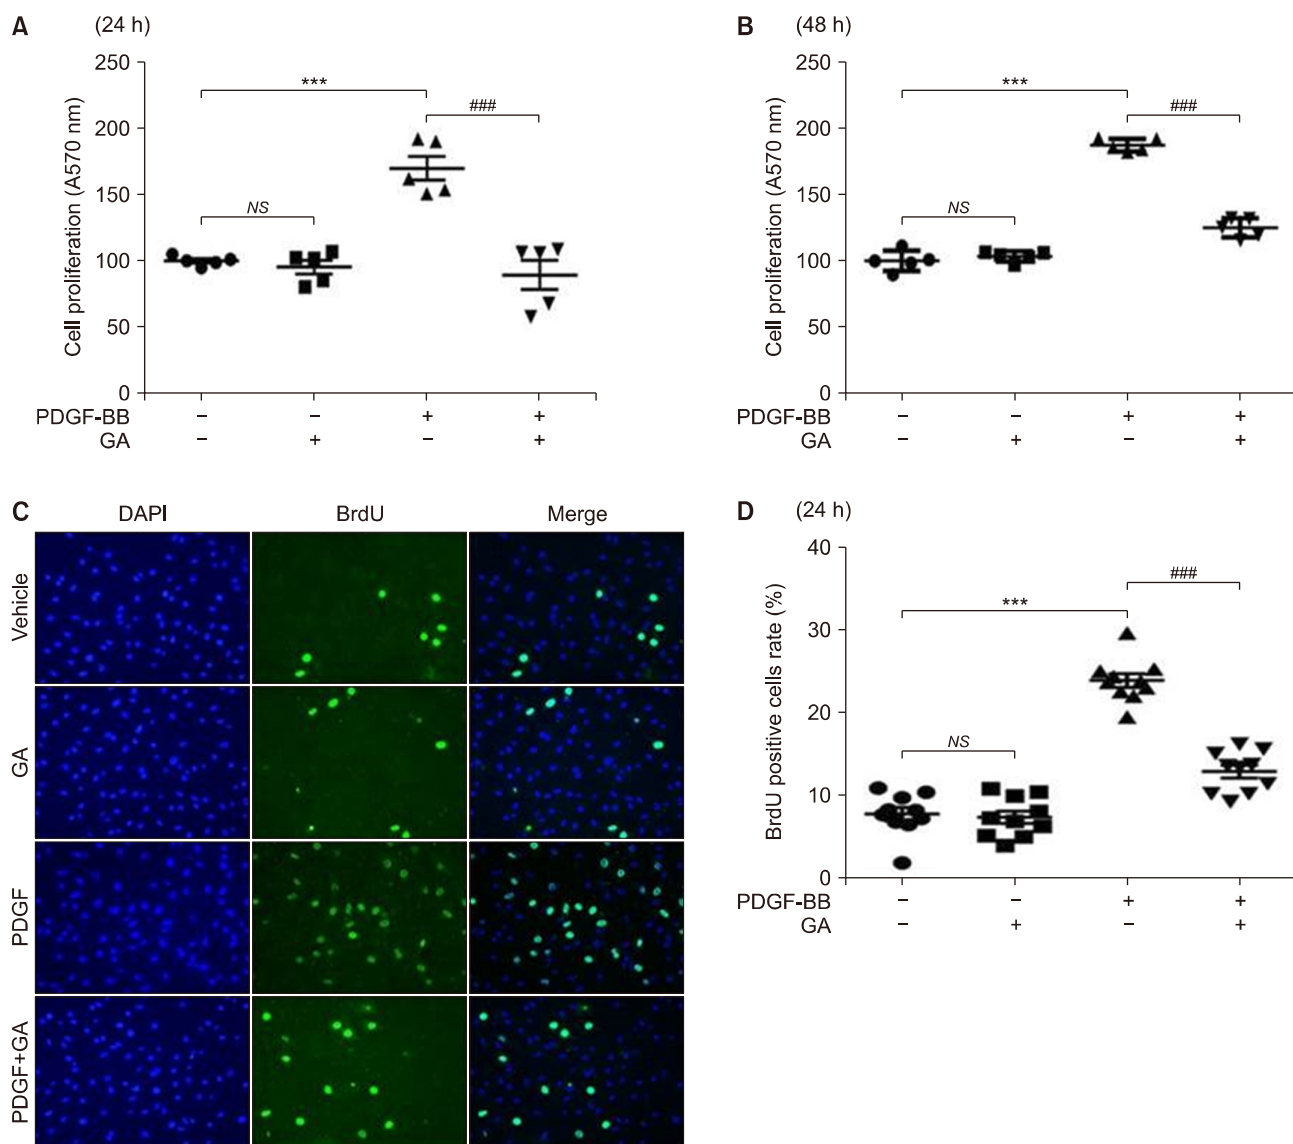 A (24 h)
250
200
150
100
50
0
Cell proliferation (A570 nm)
***
###
NS
PDGF-BB − − + +
GA − + − +
B (48 h)
250
200
150
100
50
0
Cell proliferation (A570 nm)
***
###
NS
PDGF-BB − − + +
GA − + − +
C DAPI BrdU Merge
Vehicle
GA
PDGF
PDGF+GA
D (24 h)
40
30
20
10
0
BrdU positive cells rate (%)
***
###
NS
PDGF-BB − − + +
GA − + − +